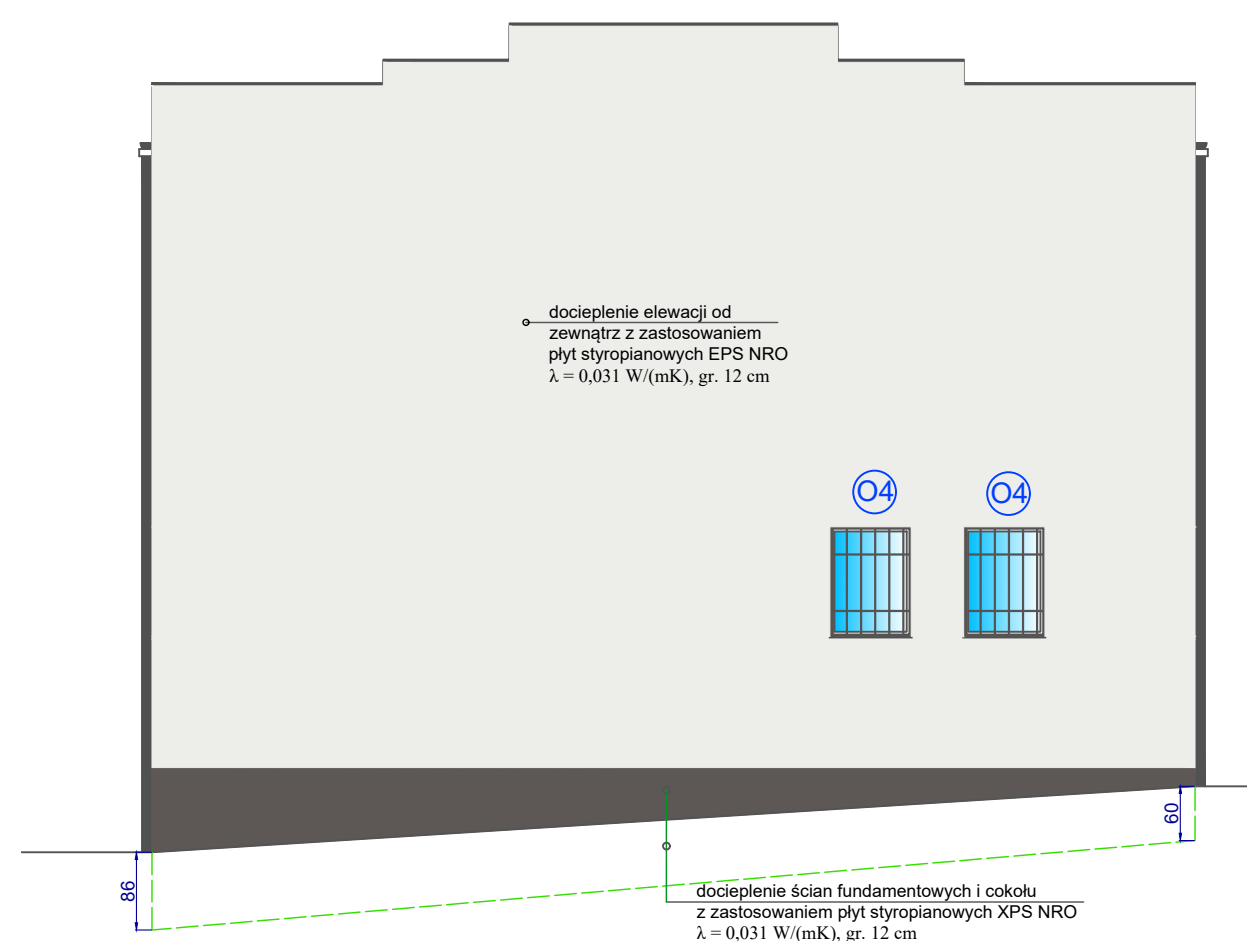 docieplenie elewacji od
zewnątrz z zastosowaniem
płyt styropianowych EPS NRO
λ = 0,031 W/(mK), gr. 12 cm
O4 O4
60
86
docieplenie ścian fundamentowych i cokołu
z zastosowaniem płyt styropianowych XPS NRO
λ = 0,031 W/(mK), gr. 12 cm